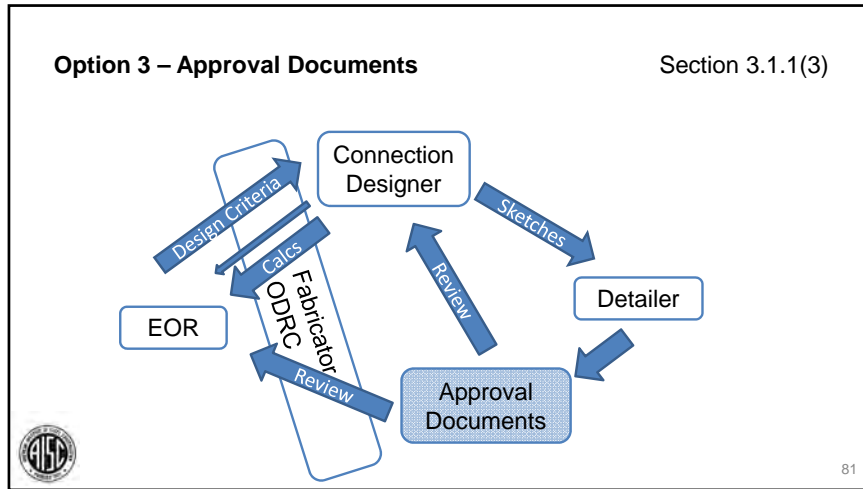 Option 3 – Approval Documents
Section 3.1.1(3)
Connection
Designer
Design Criteria
Calcs
Sketches
Fabricator
ODRC
Review
Detailer
EOR
Review
Approval
Documents
AISC
81